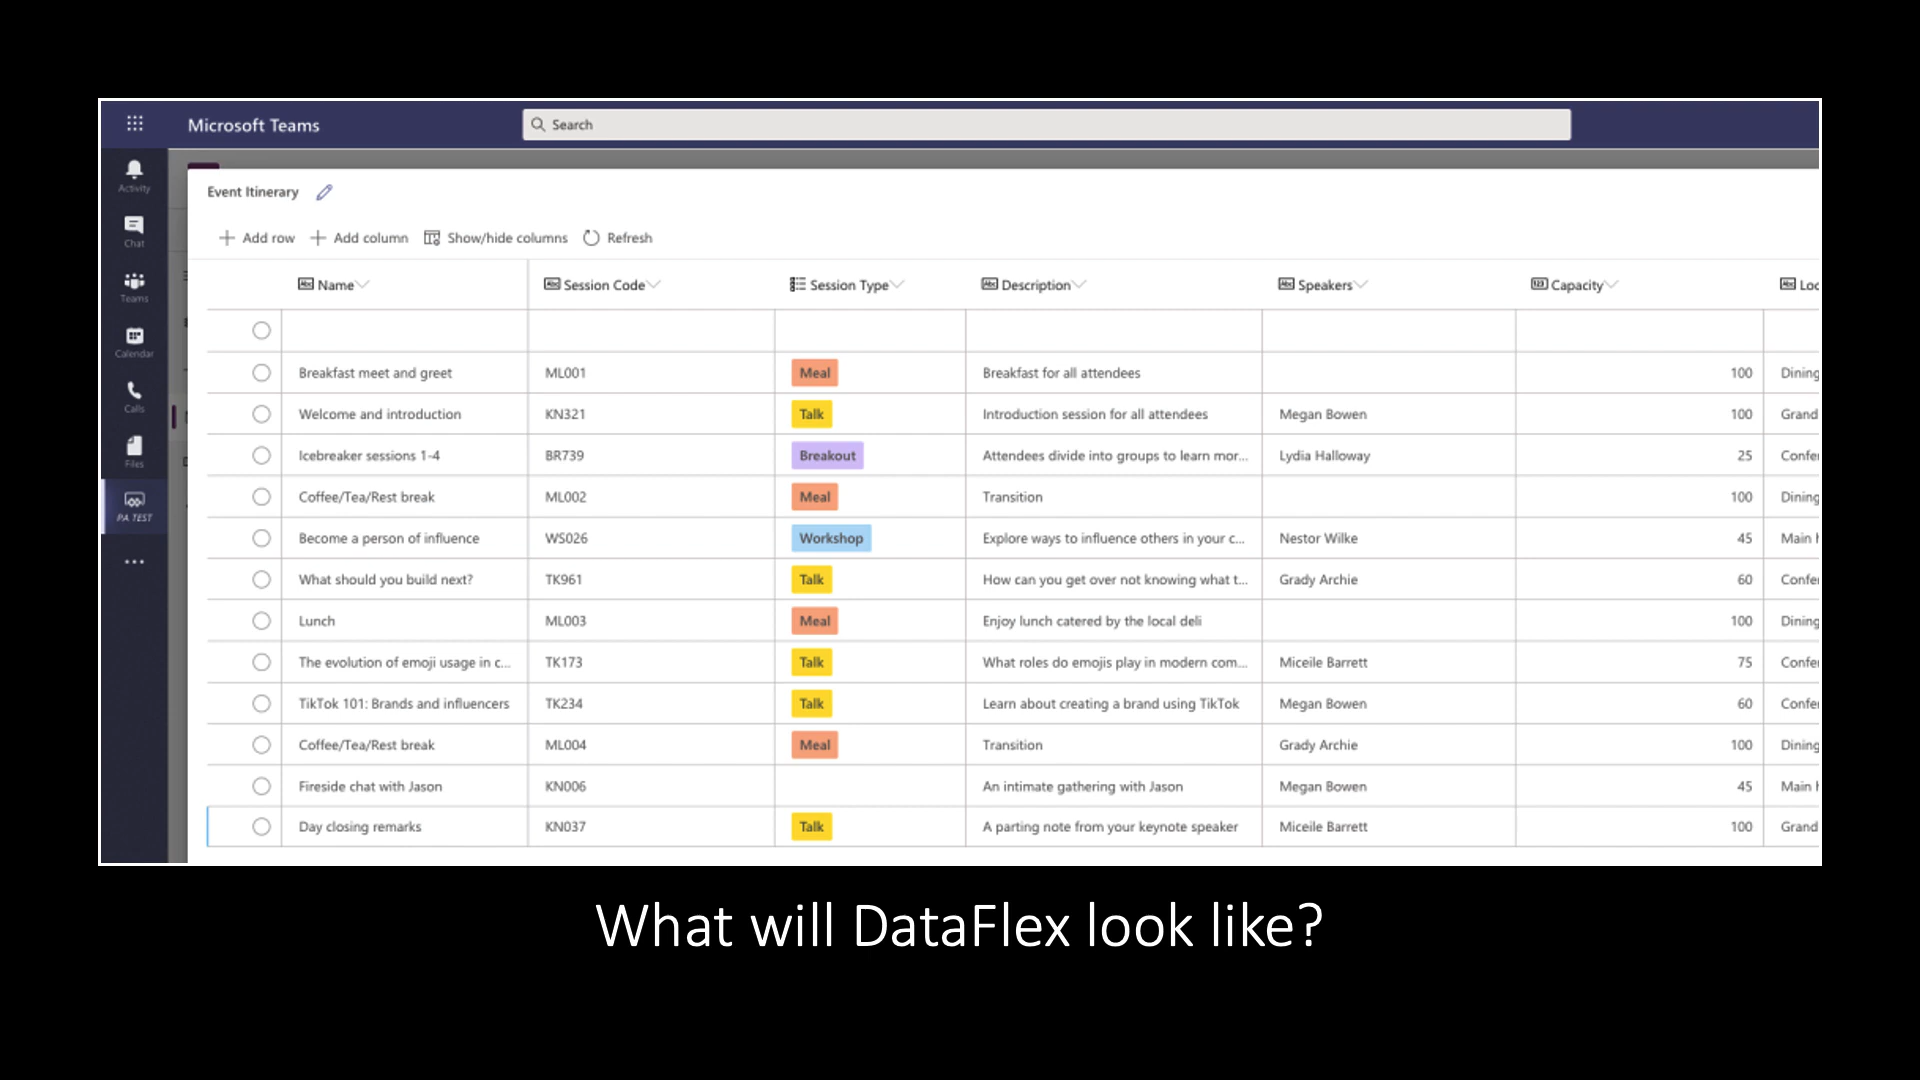 Microsoft Teams
Search
Activity
Chat
Teams
Calendar
Calls
Files
PA TEST
Event Itinerary
Add row Add column Show/hide columns Refresh
Name Session Code Session Type Description Speakers Capacity Loc
Breakfast meet and greet ML001 Meal Breakfast for all attendees 100 Dining
Welcome and introduction KN321 Talk Introduction session for all attendees Megan Bowen 100 Grand
Icebreaker sessions 1-4 BR739 Breakout Attendees divide into groups to learn mor... Lydia Halloway 25 Confe
Coffee/Tea/Rest break ML002 Meal Transition 100 Dining
Become a person of influence WS026 Workshop Explore ways to influence others in your c... Nestor Wilke 45 Main
What should you build next? TK961 Talk How can you get over not knowing what t... Grady Archie 60 Confe
Lunch ML003 Meal Enjoy lunch catered by the local deli 100 Dining
The evolution of emoji usage in c... TK173 Talk What roles do emojis play in modern com... Miceile Barrett 75 Confe
TikTok 101: Brands and influencers TK234 Talk Learn about creating a brand using TikTok Megan Bowen 60 Confe
Coffee/Tea/Rest break ML004 Meal Transition Grady Archie 100 Dining
Fireside chat with Jason KN006 An intimate gathering with Jason Megan Bowen 45 Main
Day closing remarks KN037 Talk A parting note from your keynote speaker Miceile Barrett 100 Grand
What will DataFlex look like?